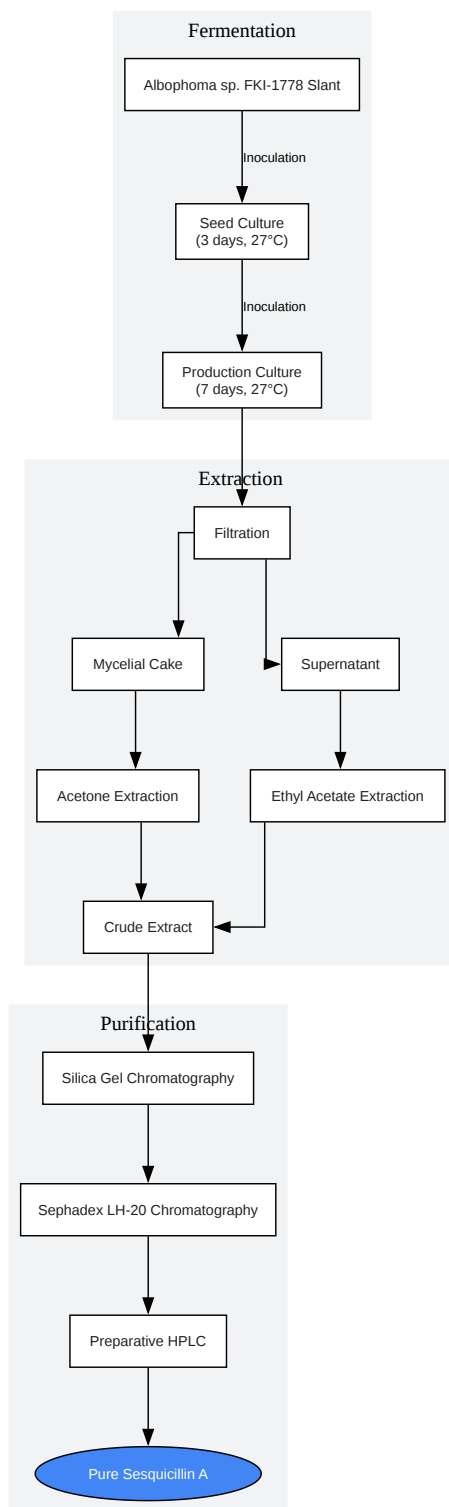 Fermentation
Albophoma sp. FKI-1778 Slant
Inoculation
Seed Culture
(3 days, 27°C)
Inoculation
Production Culture
(7 days, 27°C)
Extraction
Filtration
Mycelial Cake
Supernatant
Acetone Extraction
Ethyl Acetate Extraction
Crude Extract
Purification
Silica Gel Chromatography
Sephadex LH-20 Chromatography
Preparative HPLC
Pure Sesquicillin A